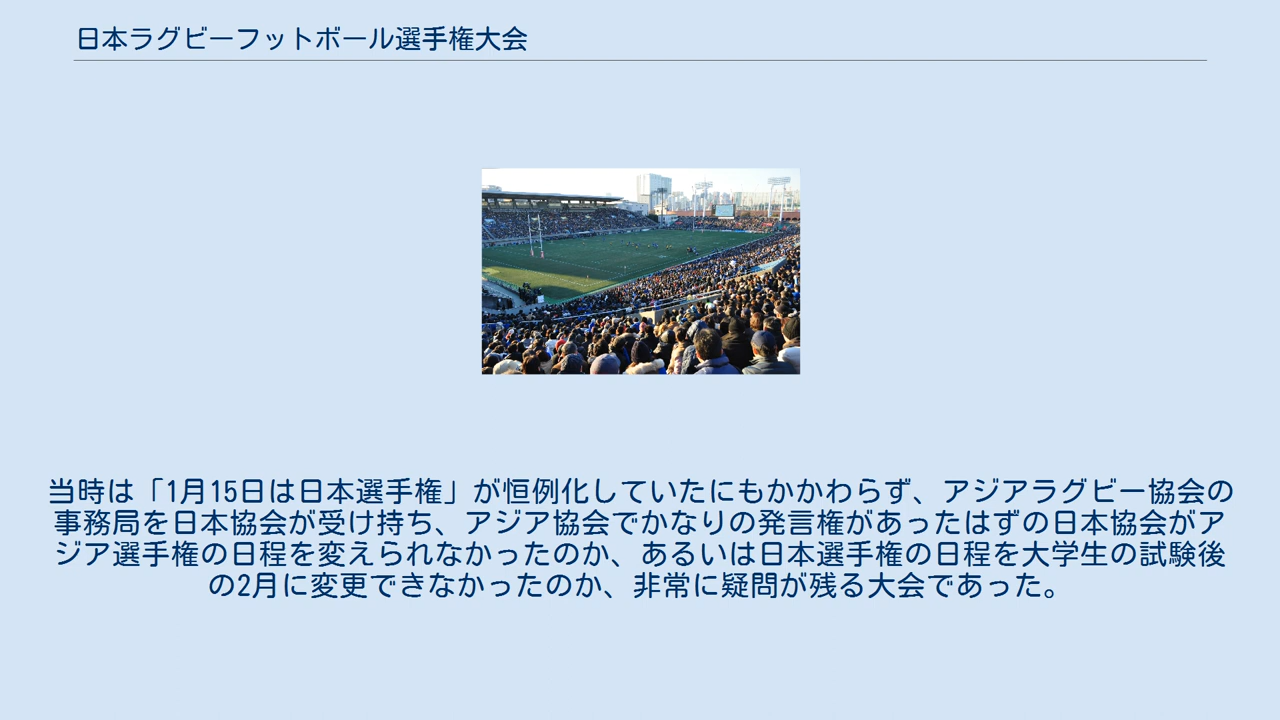 日本ラグビーフットボール選手権大会
当時は「1月15日は日本選手権」が恒例化していたにもかかわらず、アジアラグビー協会の
事務局を日本協会が受け持ち、アジア協会でかなりの発言権があったはずの日本協会がア
ジア選手権の日程を変えられなかったのか、あるいは日本選手権の日程を大学生の試験後
の2月に変更できなかったのか、非常に疑問が残る大会であった。